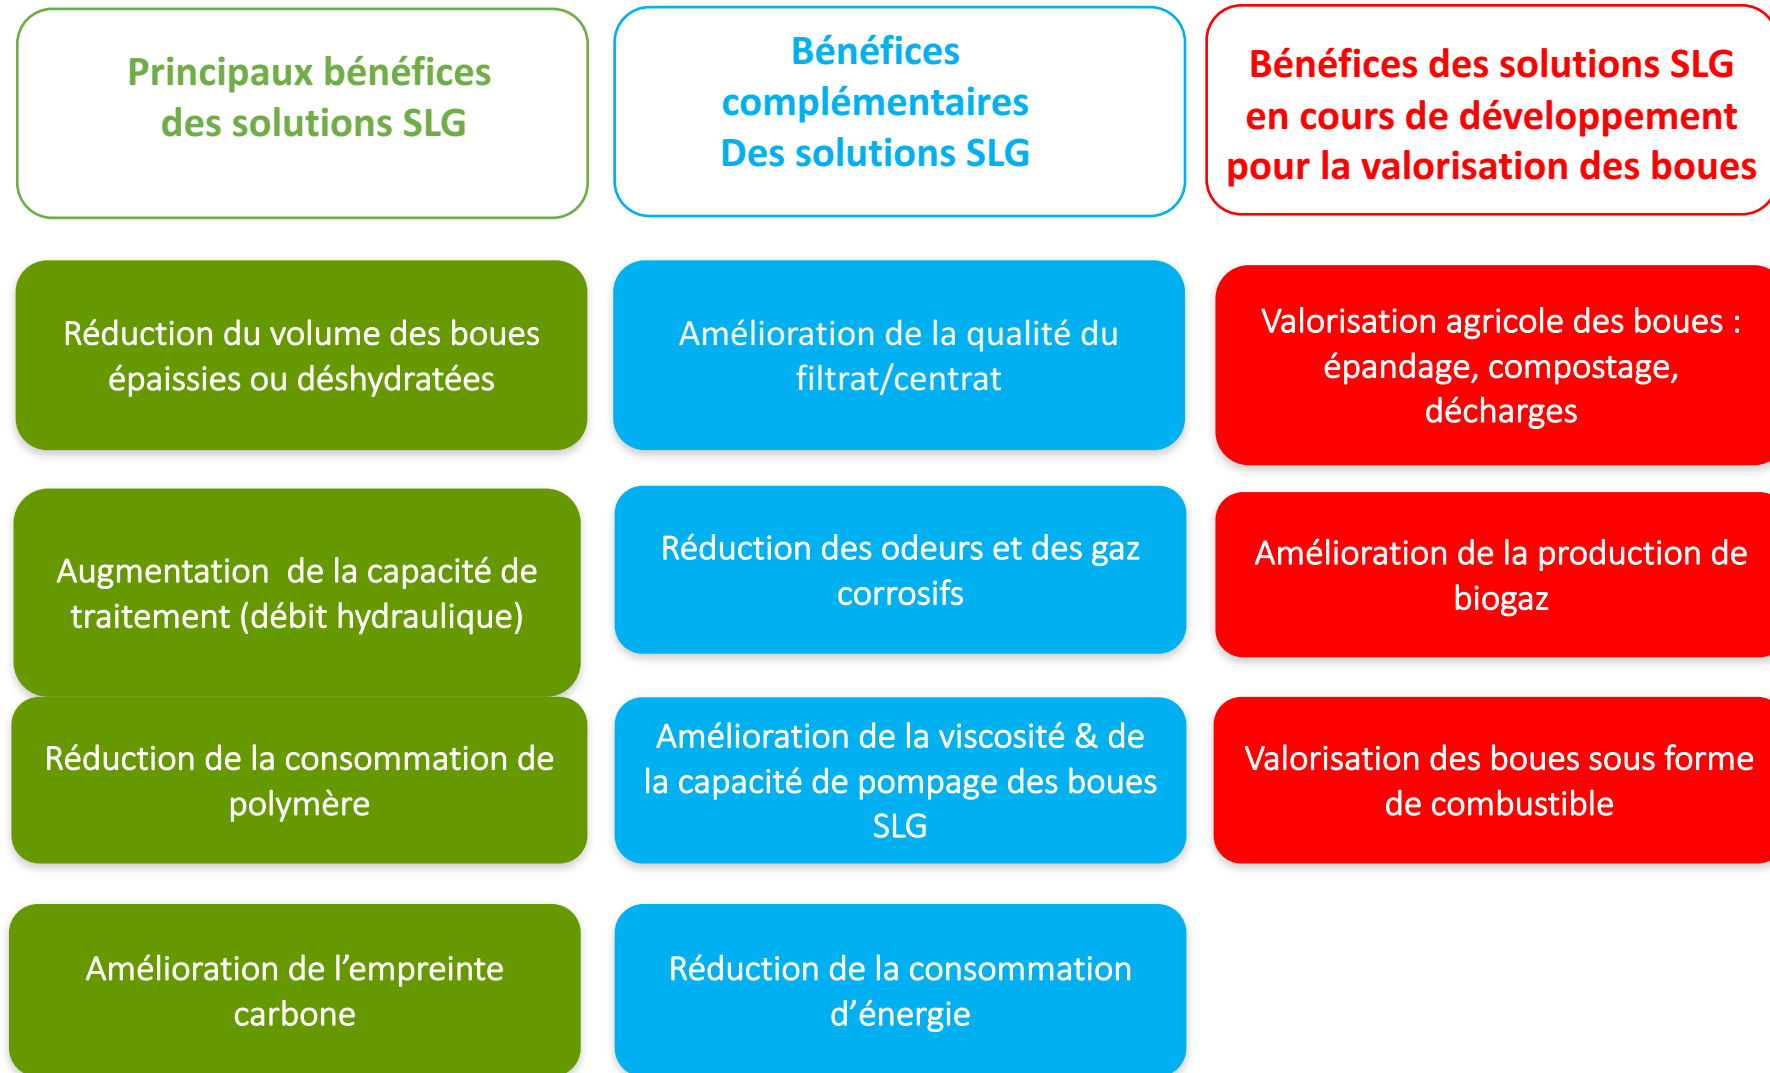 Principaux bénéfices
des solutions SLG
Bénéfices
complémentaires
Des solutions SLG
Bénéfices des solutions SLG
en cours de développement
pour la valorisation des boues
Réduction du volume des boues
épaissies ou déshydratées
Amélioration de la qualité du
filtrat/centrat
Valorisation agricole des boues :
épandage, compostage,
décharges
Augmentation  de la capacité de
traitement (débit hydraulique)
Réduction des odeurs et des gaz
corrosifs
Amélioration de la production de
biogaz
Réduction de la consommation de
polymère
Amélioration de la viscosité & de
la capacité de pompage des boues
SLG
Valorisation des boues sous forme
de combustible
Amélioration de l’empreinte
carbone
Réduction de la consommation
d’énergie